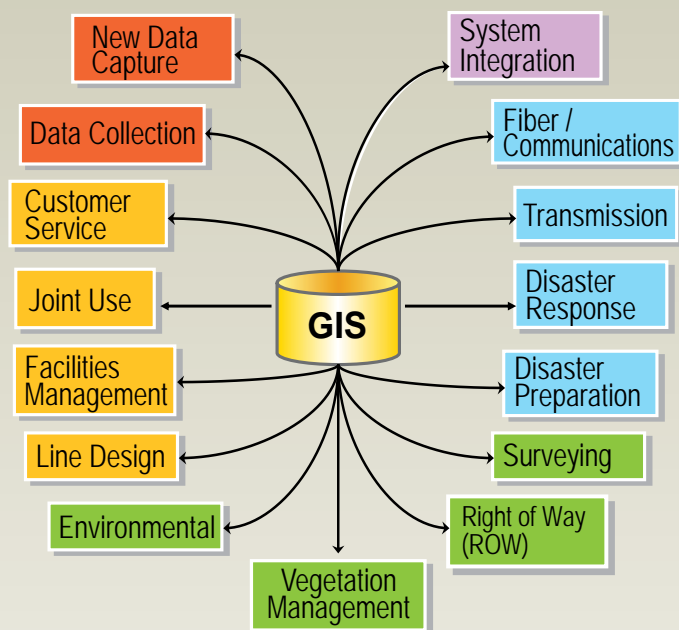 New Data
Capture
System
Integration
Data Collection
Fiber /
Communications
Customer
Service
Transmission
Joint Use
GIS
Disaster
Response
Facilities
Management
Disaster
Preparation
Line Design
Surveying
Environmental
Right of Way
(ROW)
Vegetation
Management